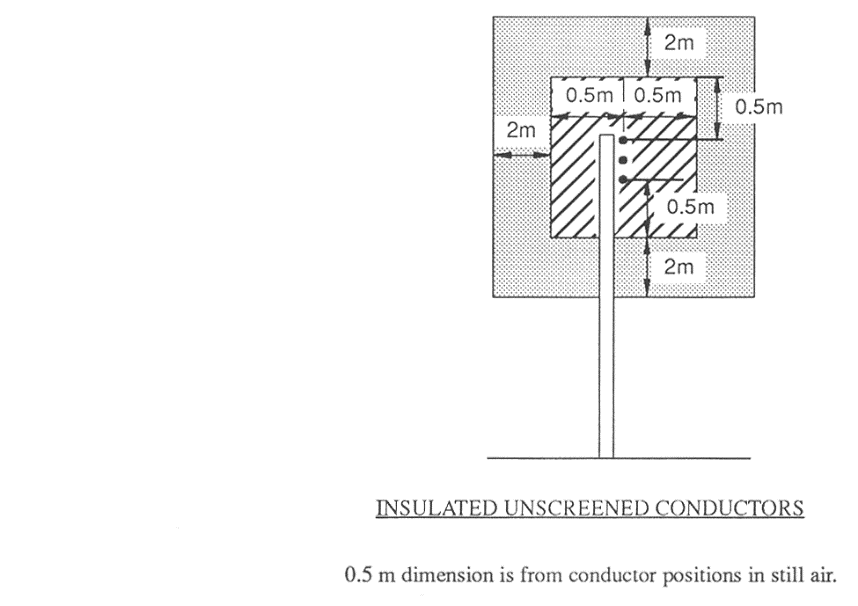 2m
0.5m 0.5m
0.5m
2m
0.5m
2m
INSULATED UNSCREENED CONDUCTORS
0.5 m dimension is from conductor positions in still air.